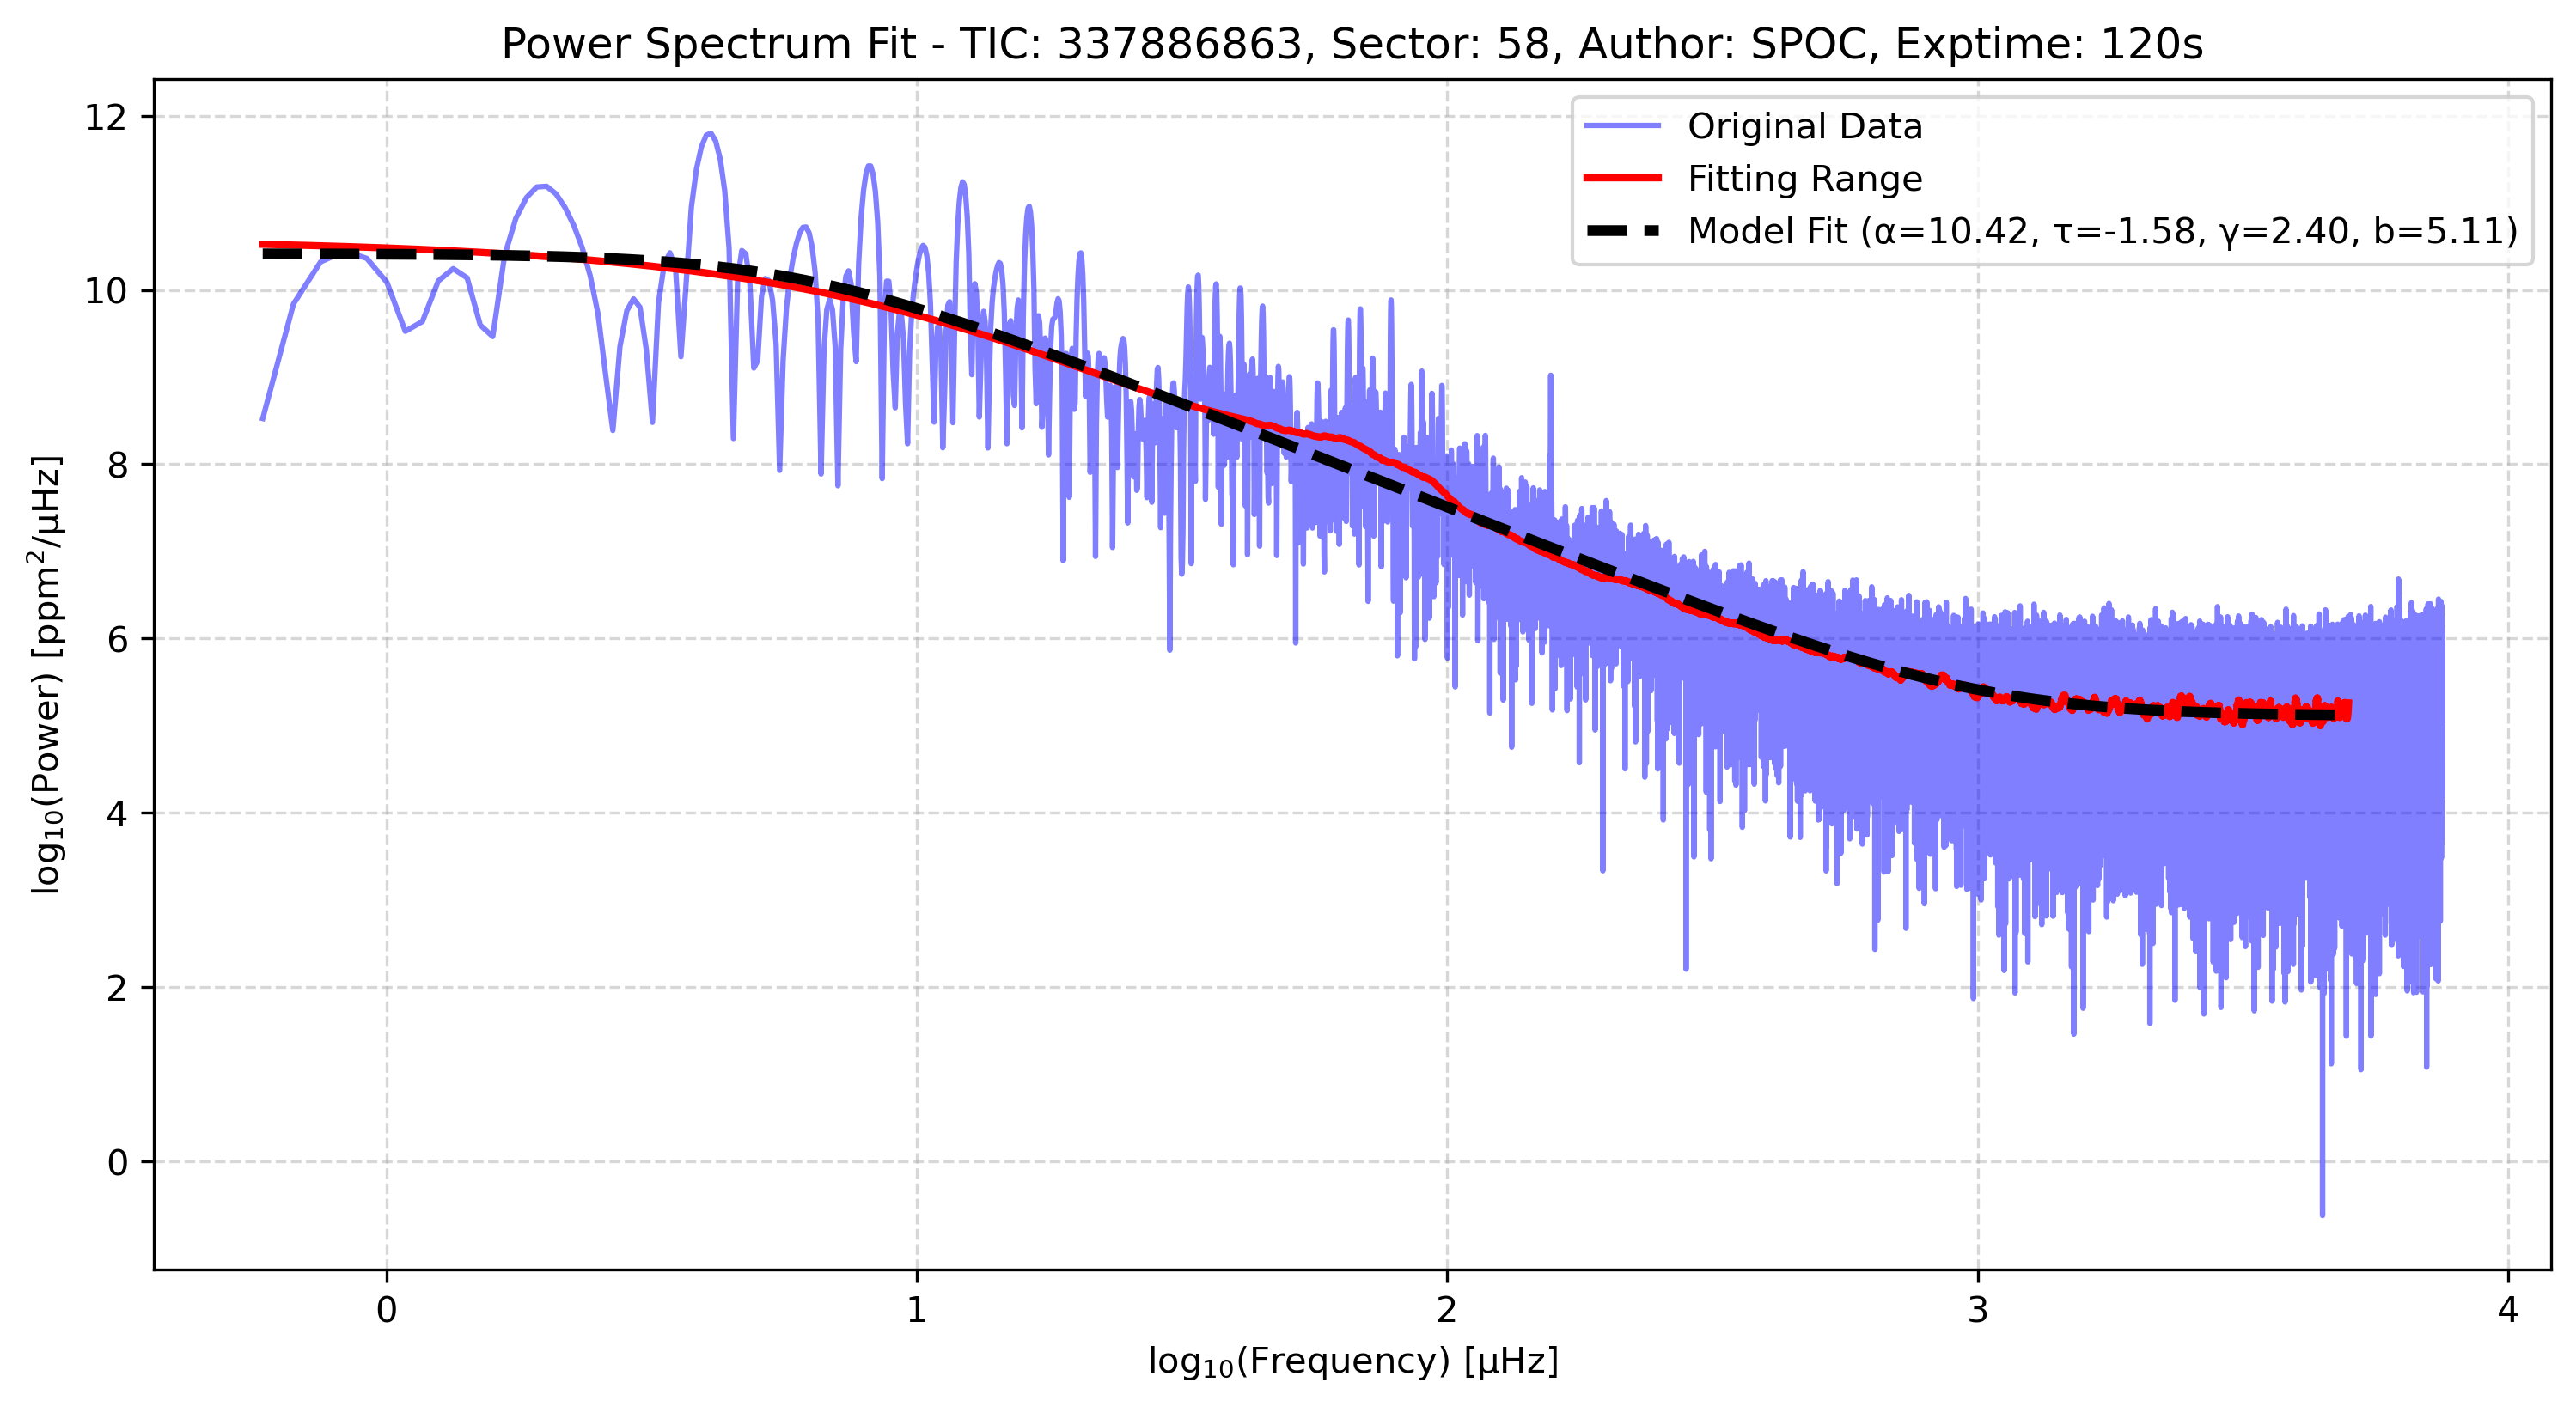 Power Spectrum Fit - TIC: 337886863, Sector: 58, Author: SPOC, Exptime: 120s
Original Data
Fitting Range
Model Fit (α=10.42, τ=-1.58, γ=2.40, b=5.11)
log₁₀(Power) [ppm²/μHz]
12
10
8
6
4
2
0
0 1 2 3 4
log₁₀(Frequency) [μHz]